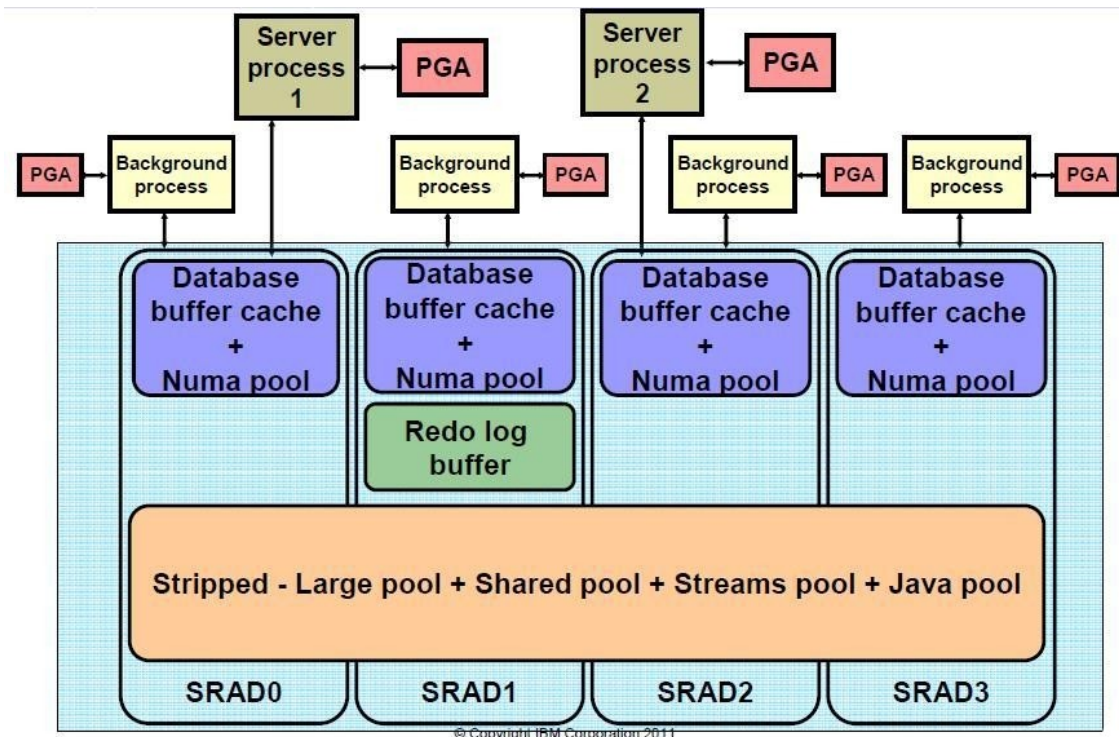 Server
process
1
PGA
Server
process
2
PGA
PGA
Background
process
Background
process
PGA
Background
process
PGA
Background
process
PGA
Database
buffer cache
+
Numa pool
Database
buffer cache
+
Numa pool
Database
buffer cache
+
Numa pool
Database
buffer cache
+
Numa pool
Redo log
buffer
Stripped - Large pool + Shared pool + Streams pool + Java pool
SRAD0
SRAD1
SRAD2
SRAD3
© Copyright IBM Corporation 2011